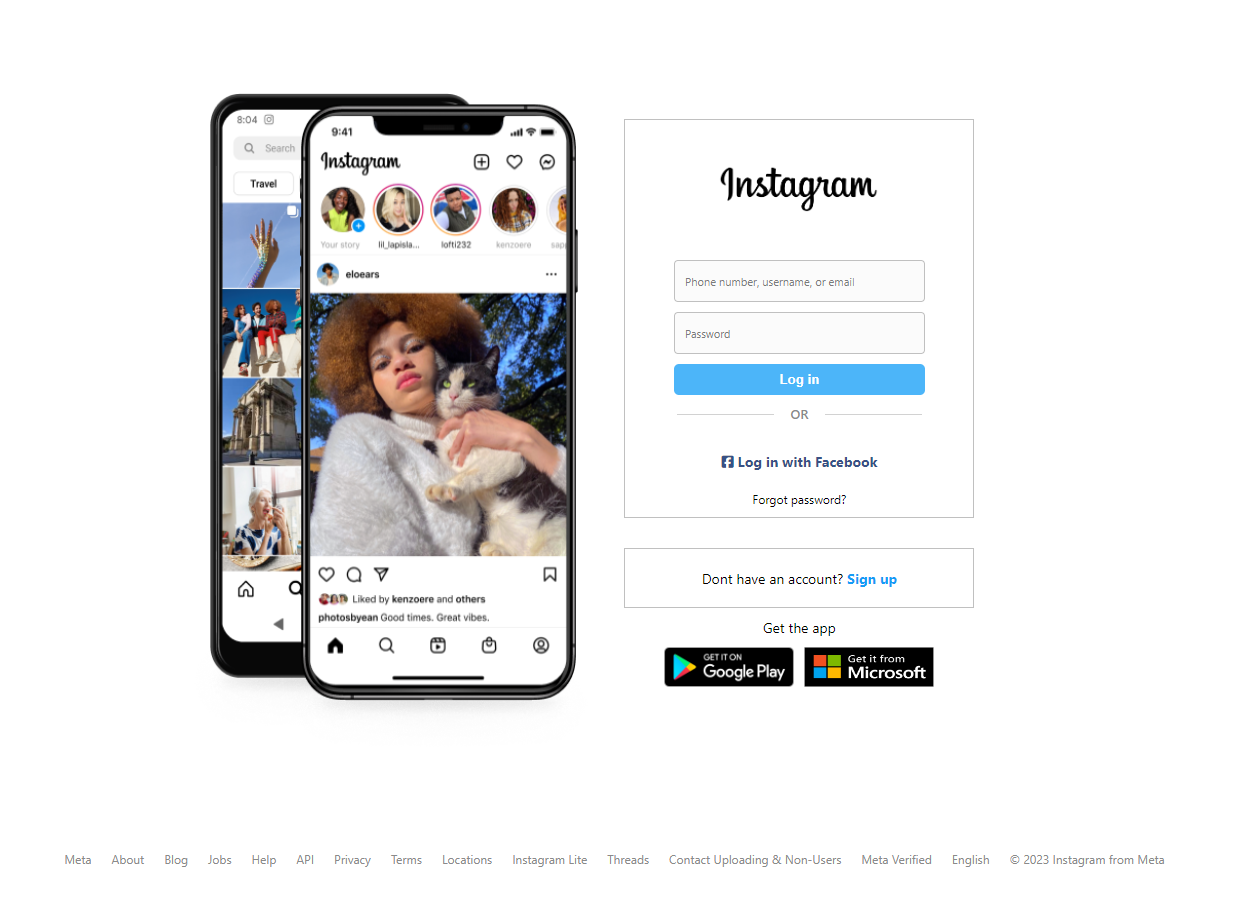 8:04
Search
Travel
9:41
Instagram
Your story
lil_lapisla...
lofti232
kenzoere
eloears
Liked by kenzoere and others
photosbyean Good times. Great vibes.
Instagram
Phone number, username, or email
Password
Log in
OR
Log in with Facebook
Forgot password?
Dont have an account? Sign up
Get the app
GET IT ON
Google Play
Get it from
Microsoft
Meta About Blog Jobs Help API Privacy Terms Locations Instagram Lite Threads Contact Uploading & Non-Users Meta Verified English © 2023 Instagram from Meta